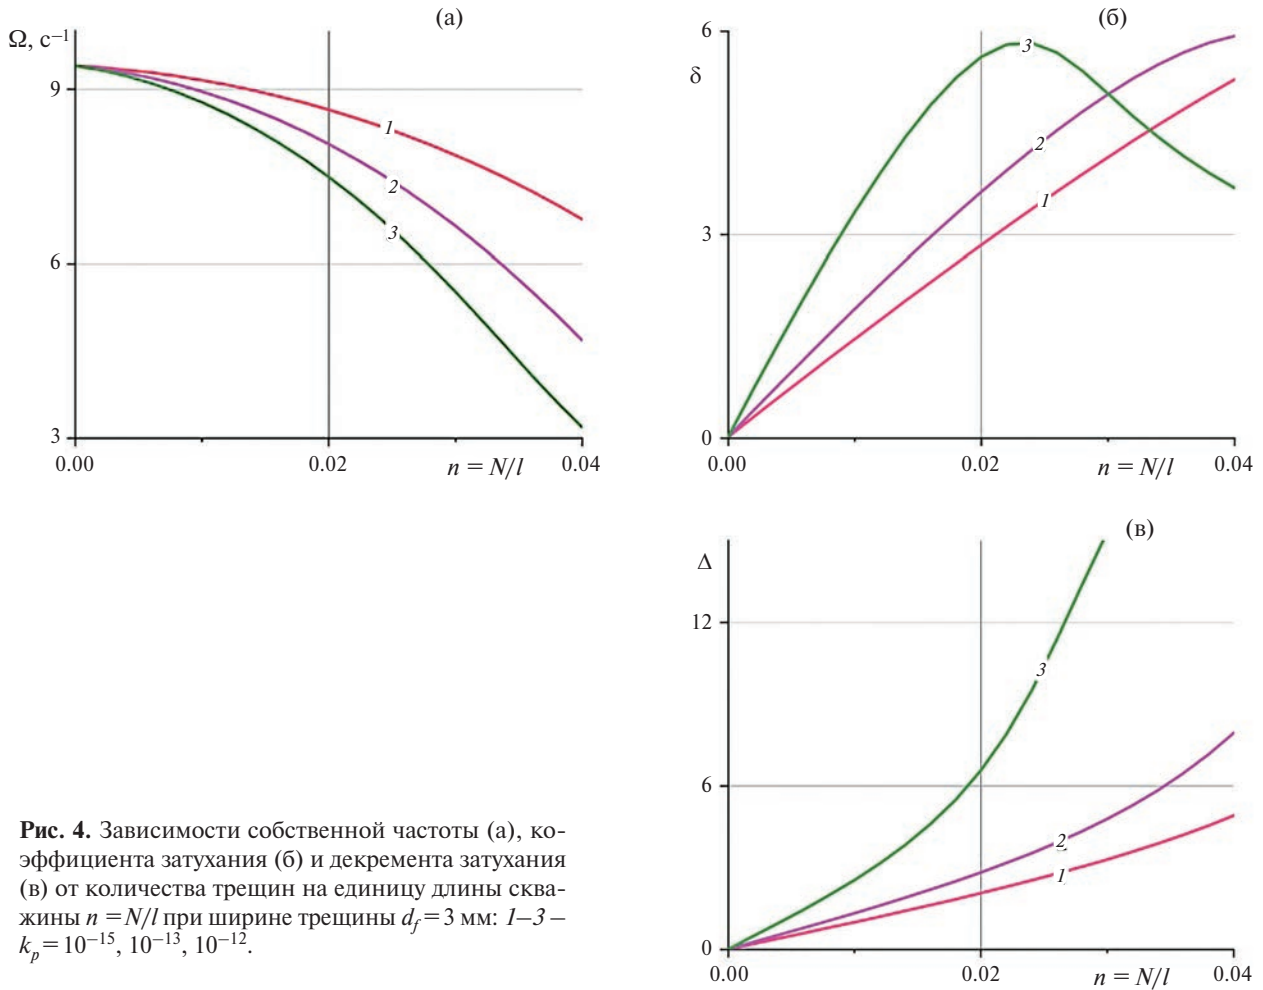 (а)
Ω, с–1
9
6
3
0.00
0.02
n = N/l
0.04
1
2
3
(б)
6
δ
3
0
0.00
0.02
n = N/l
0.04
3
2
1
(в)
Δ
12
6
0
0.00
0.02
n = N/l
0.04
3
2
1
Рис. 4. Зависимости собственной частоты (а), ко-
эффициента затухания (б) и декремента затухания
(в) от количества трещин на единицу длины сква-
жины n = N/l при ширине трещины df = 3 мм: 1–3 –
kp = 10–15, 10–13, 10–12.